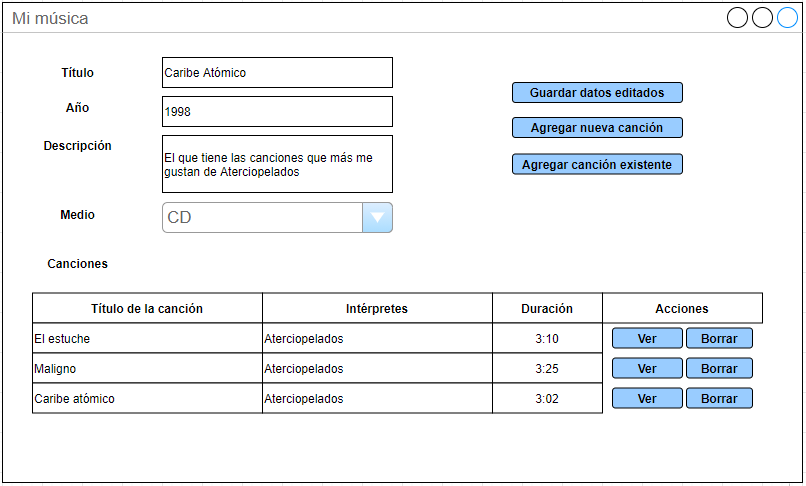 Mi música
Título
Caribe Atómico
Guardar datos editados
Año
1998
Agregar nueva canción
Descripción
El que tiene las canciones que más me
gustan de Aterciopelados
Agregar canción existente
Medio
CD
Canciones
Título de la canción Intérpretes Duración Acciones
El estuche Aterciopelados 3:10 Ver Borrar
Maligno Aterciopelados 3:25 Ver Borrar
Caribe atómico Aterciopelados 3:02 Ver Borrar